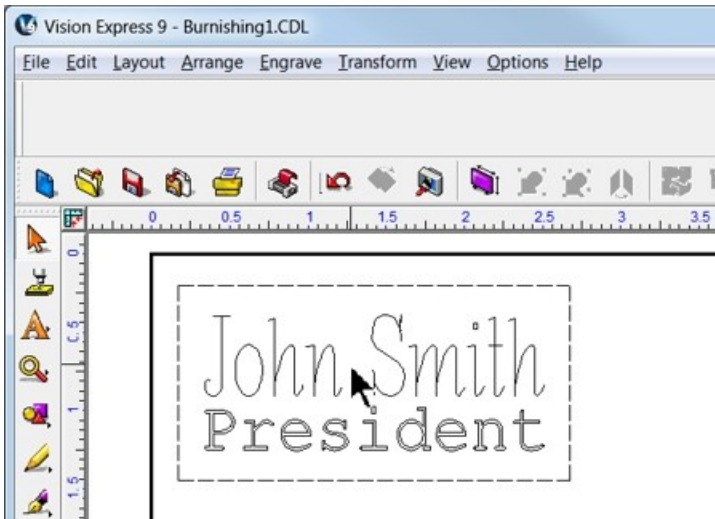 Vision Express 9 - Burnishing1.CDL
File Edit Layout Arrange Engrave Transform View Options Help
0 0.5 1 1.5 2 2.5 3 3.5
0
0.5
1
1.5
John Smith
President